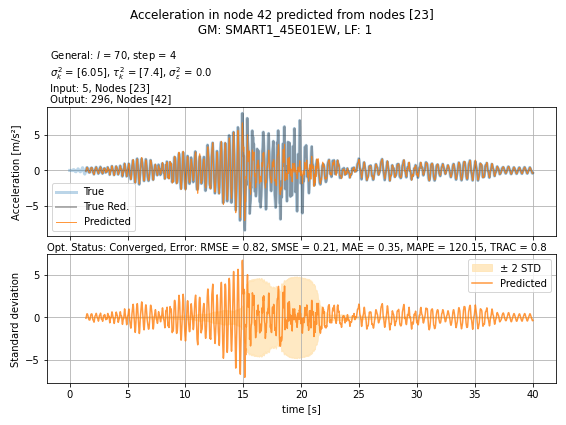 Acceleration in node 42 predicted from nodes [23]
GM: SMART1_45E01EW, LF: 1
General: l = 70, step = 4
σ²ₖ = [6.05], τ²ₖ = [7.4], σ²ε = 0.0
Input: 5, Nodes [23]
Output: 296, Nodes [42]
Acceleration [m/s²]
5
0
−5
True
True Red.
Predicted
Opt. Status: Converged, Error: RMSE = 0.82, SMSE = 0.21, MAE = 0.35, MAPE = 120.15, TRAC = 0.8
Standard deviation
5
0
−5
± 2 STD
Predicted
0 5 10 15 20 25 30 35 40
time [s]